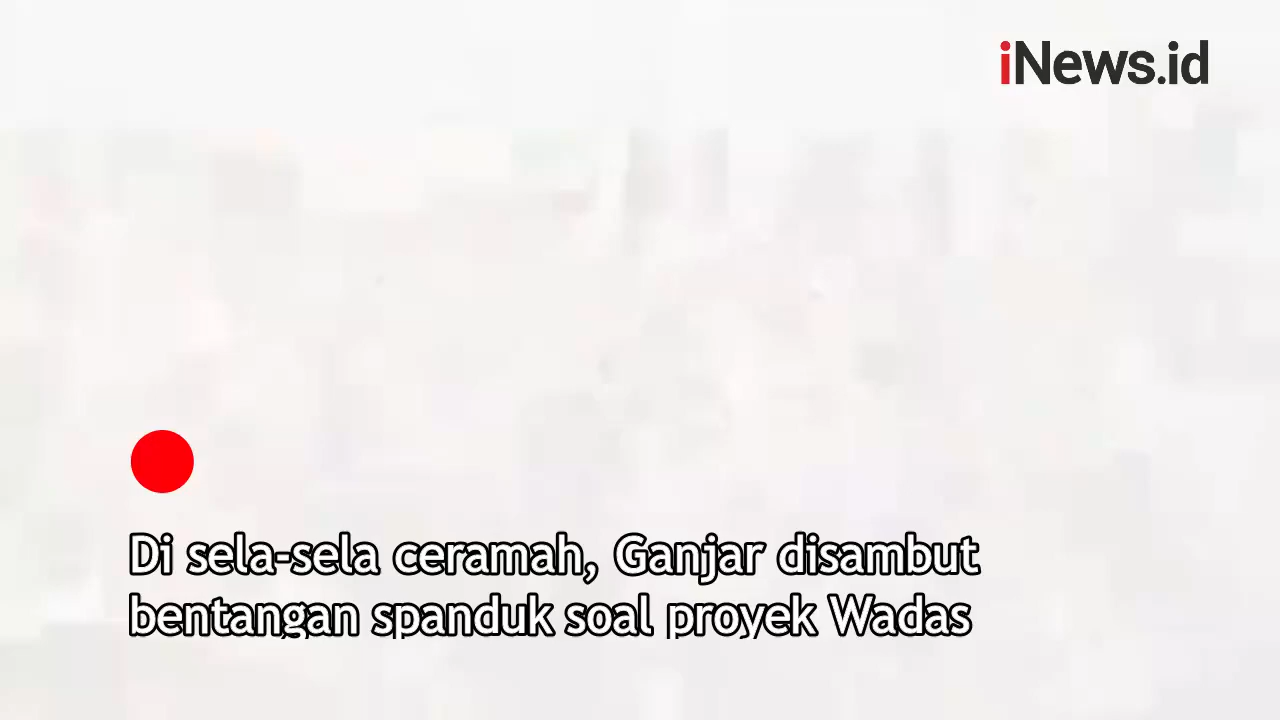 iNews.id
Di sela-sela ceramah, Ganjar disambut
bentangan spanduk soal proyek Wadas